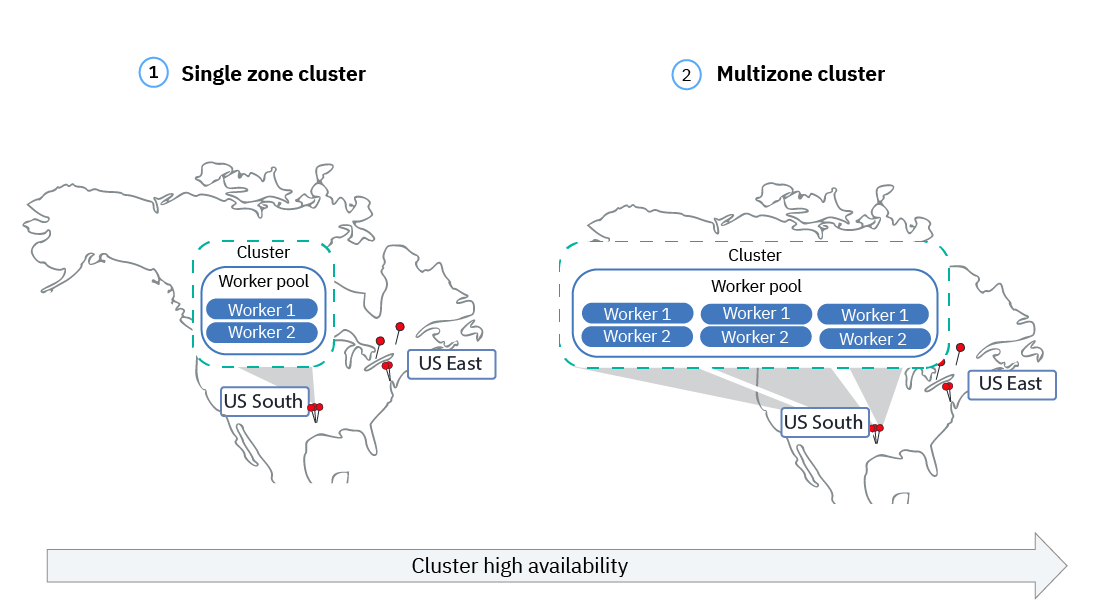 1 Single zone cluster
2 Multizone cluster
Cluster
Worker pool
Worker 1
Worker 2
US East
US South
Cluster
Worker pool
Worker 1 Worker 1 Worker 1
Worker 2 Worker 2 Worker 2
US East
US South
Cluster high availability